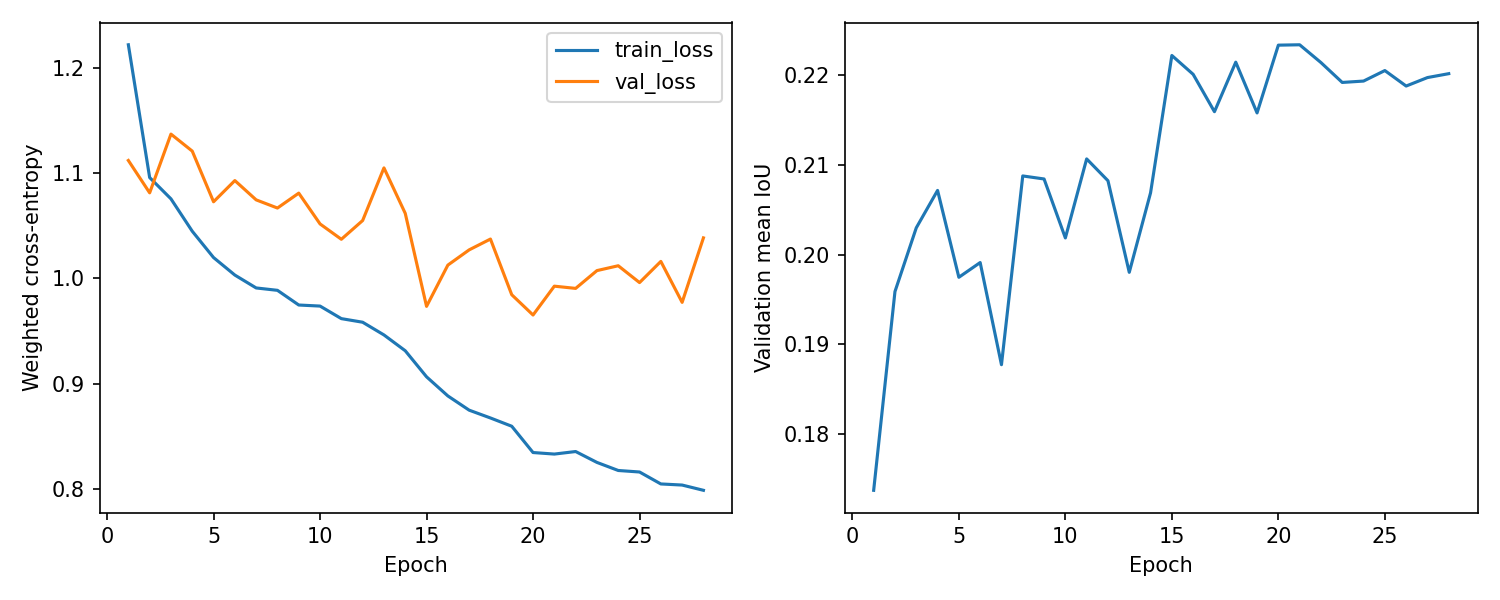 train_loss
val_loss
Weighted cross-entropy
1.2
1.1
1.0
0.9
0.8
0 5 10 15 20 25
Epoch
Validation mean IoU
0.22
0.21
0.20
0.19
0.18
0 5 10 15 20 25
Epoch